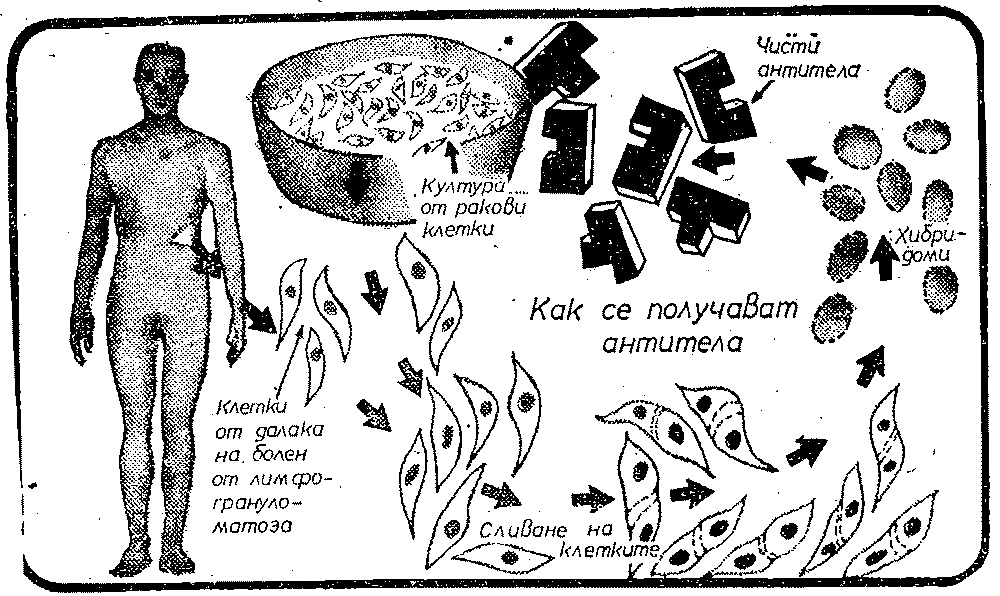 Чисти
антитела
Култура
от ракови
клетки
Хибри-
доми
Как се получават
антитела
Клетки
от далака
на болен
от лимфо-
грануло-
матоза
Сливане на
клетките